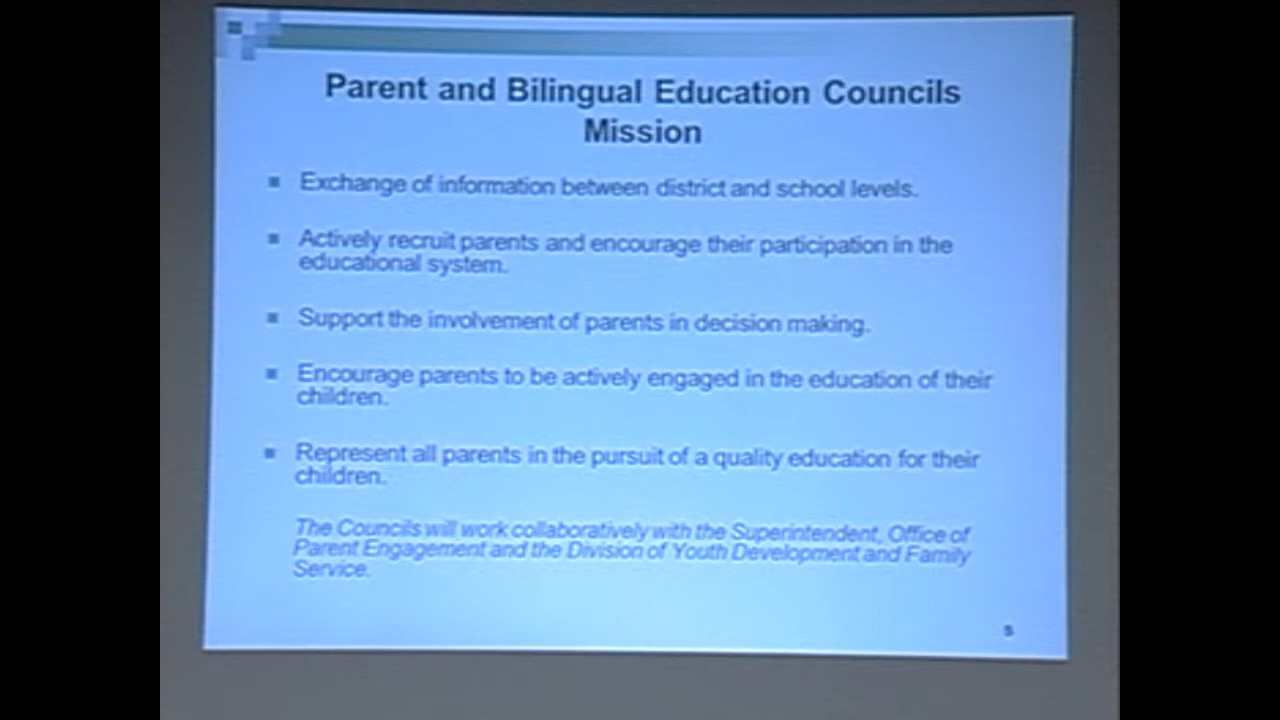 Parent and Bilingual Education Councils
Mission
Exchange of information between district and school levels.
Actively recruit parents and encourage their participation in the
educational system.
Support the involvement of parents in decision making.
Encourage parents to be actively engaged in the education of their
children.
Represent all parents in the pursuit of a quality education for their
children.
The Councils will work collaboratively with the Superintendent, Office of
Parent Engagement and the Division of Youth Development and Family
Service.
5